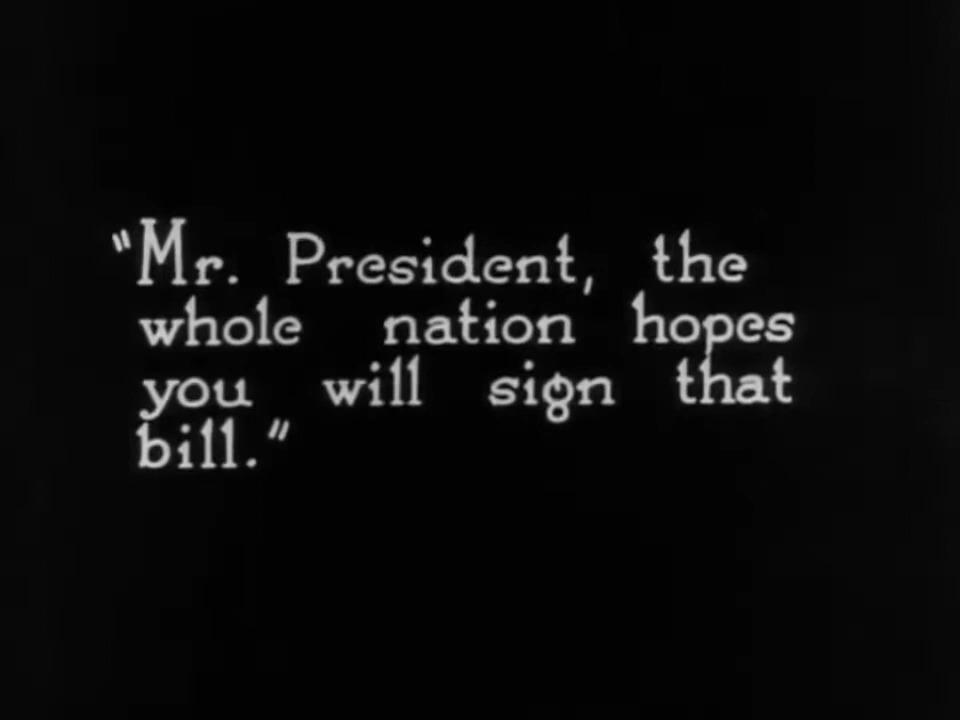 "Mr. President, the
whole nation hopes
you will sign that
bill."